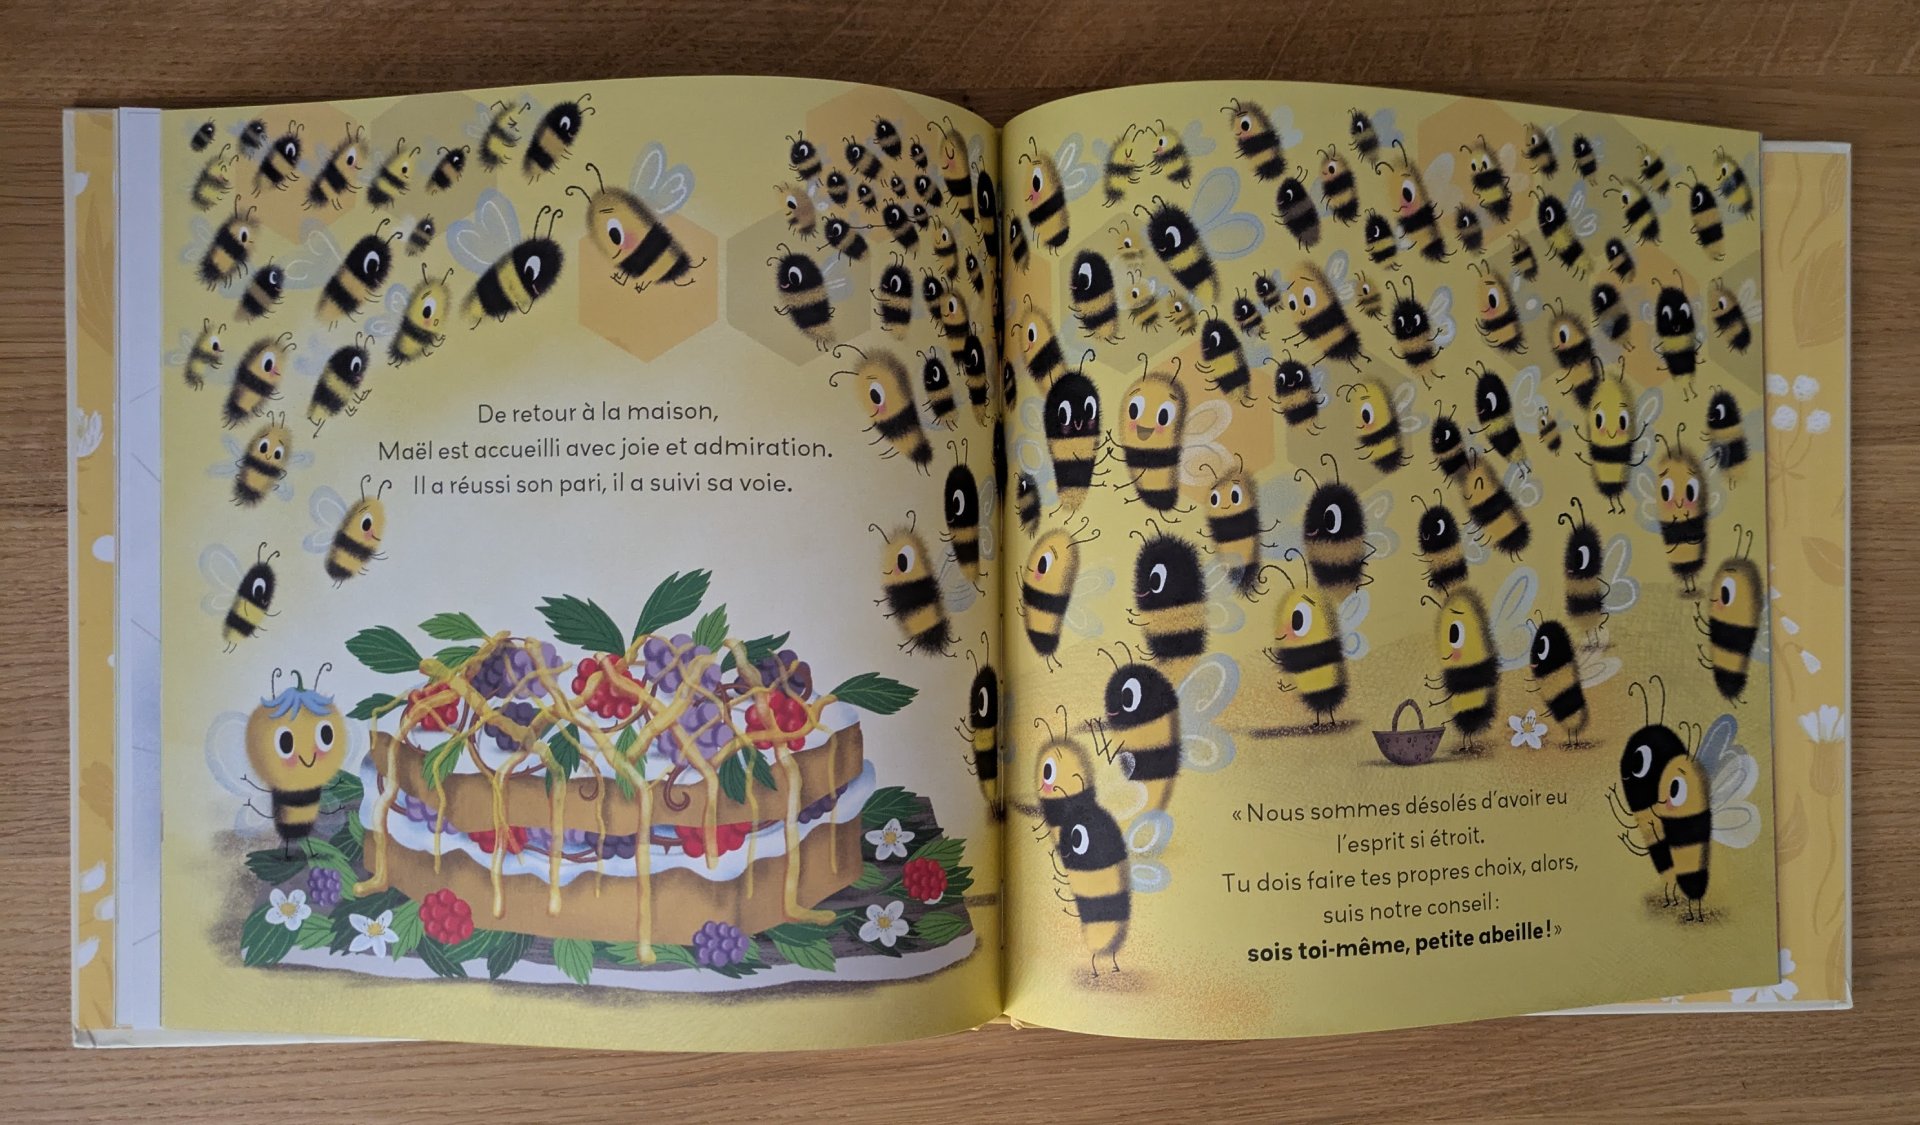 De retour à la maison,
Maël est accueilli avec joie et admiration.
Il a réussi son pari, il a suivi sa voie.
« Nous sommes désolés d'avoir eu
l'esprit si étroit.
Tu dois faire tes propres choix, alors,
suis notre conseil :
sois toi-même, petite abeille ! »